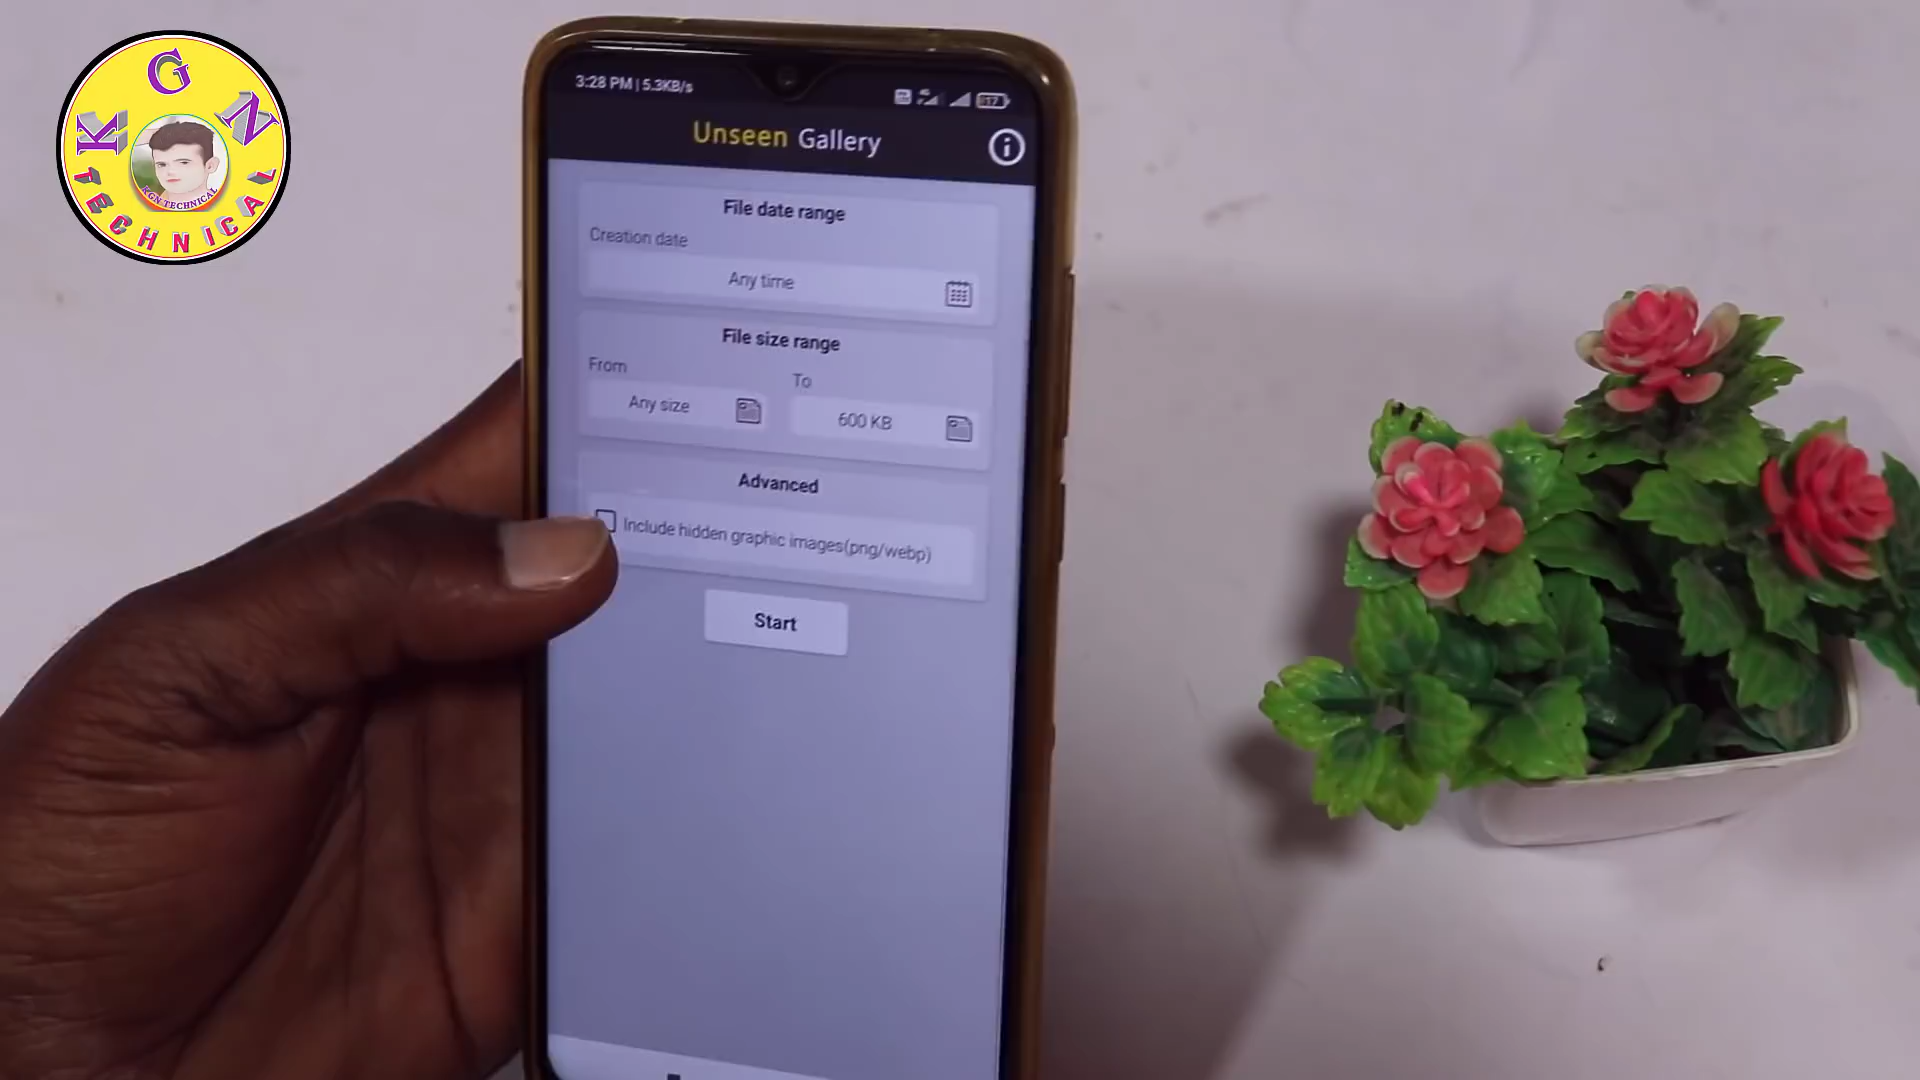 KGN
TECHNICAL
KGN TECHNICAL
3:28 PM | 5.3KB/s
17
Unseen Gallery
File date range
Creation date
Any time
File size range
From
To
Any size
600 KB
Advanced
Include hidden graphic images(png/webp)
Start